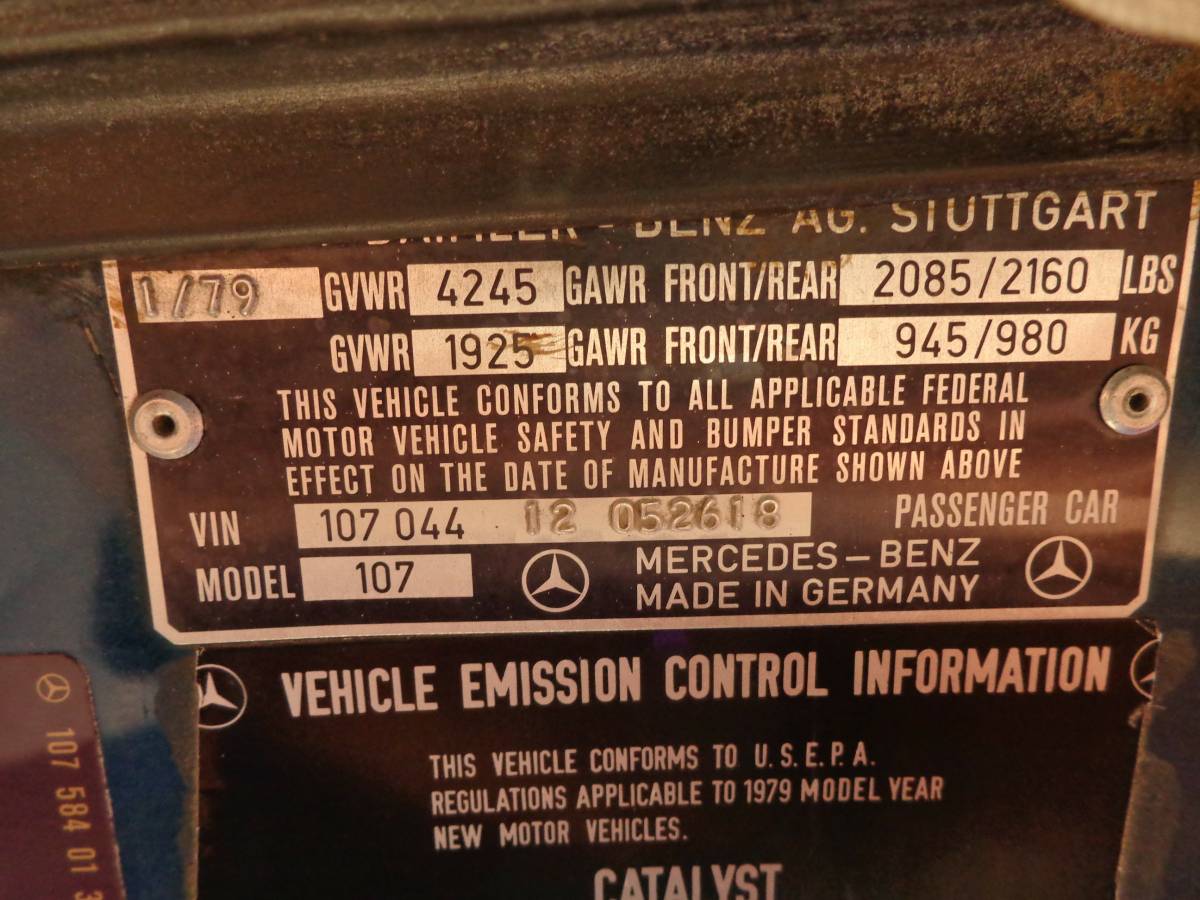 DAIMLER - BENZ AG. STUTTGART
1/79 GVWR 4245 GAWR FRONT/REAR 2085/2160 LBS
GVWR 1925 GAWR FRONT/REAR 945/980 KG
THIS VEHICLE CONFORMS TO ALL APPLICABLE FEDERAL
MOTOR VEHICLE SAFETY AND BUMPER STANDARDS IN
EFFECT ON THE DATE OF MANUFACTURE SHOWN ABOVE
VIN 107 044 12 052618 PASSENGER CAR
MODEL 107 MERCEDES-BENZ
MADE IN GERMANY
VEHICLE EMISSION CONTROL INFORMATION
THIS VEHICLE CONFORMS TO U.S.E.P.A.
REGULATIONS APPLICABLE TO 1979 MODEL YEAR
NEW MOTOR VEHICLES.
CATALYST
107 584 01 3